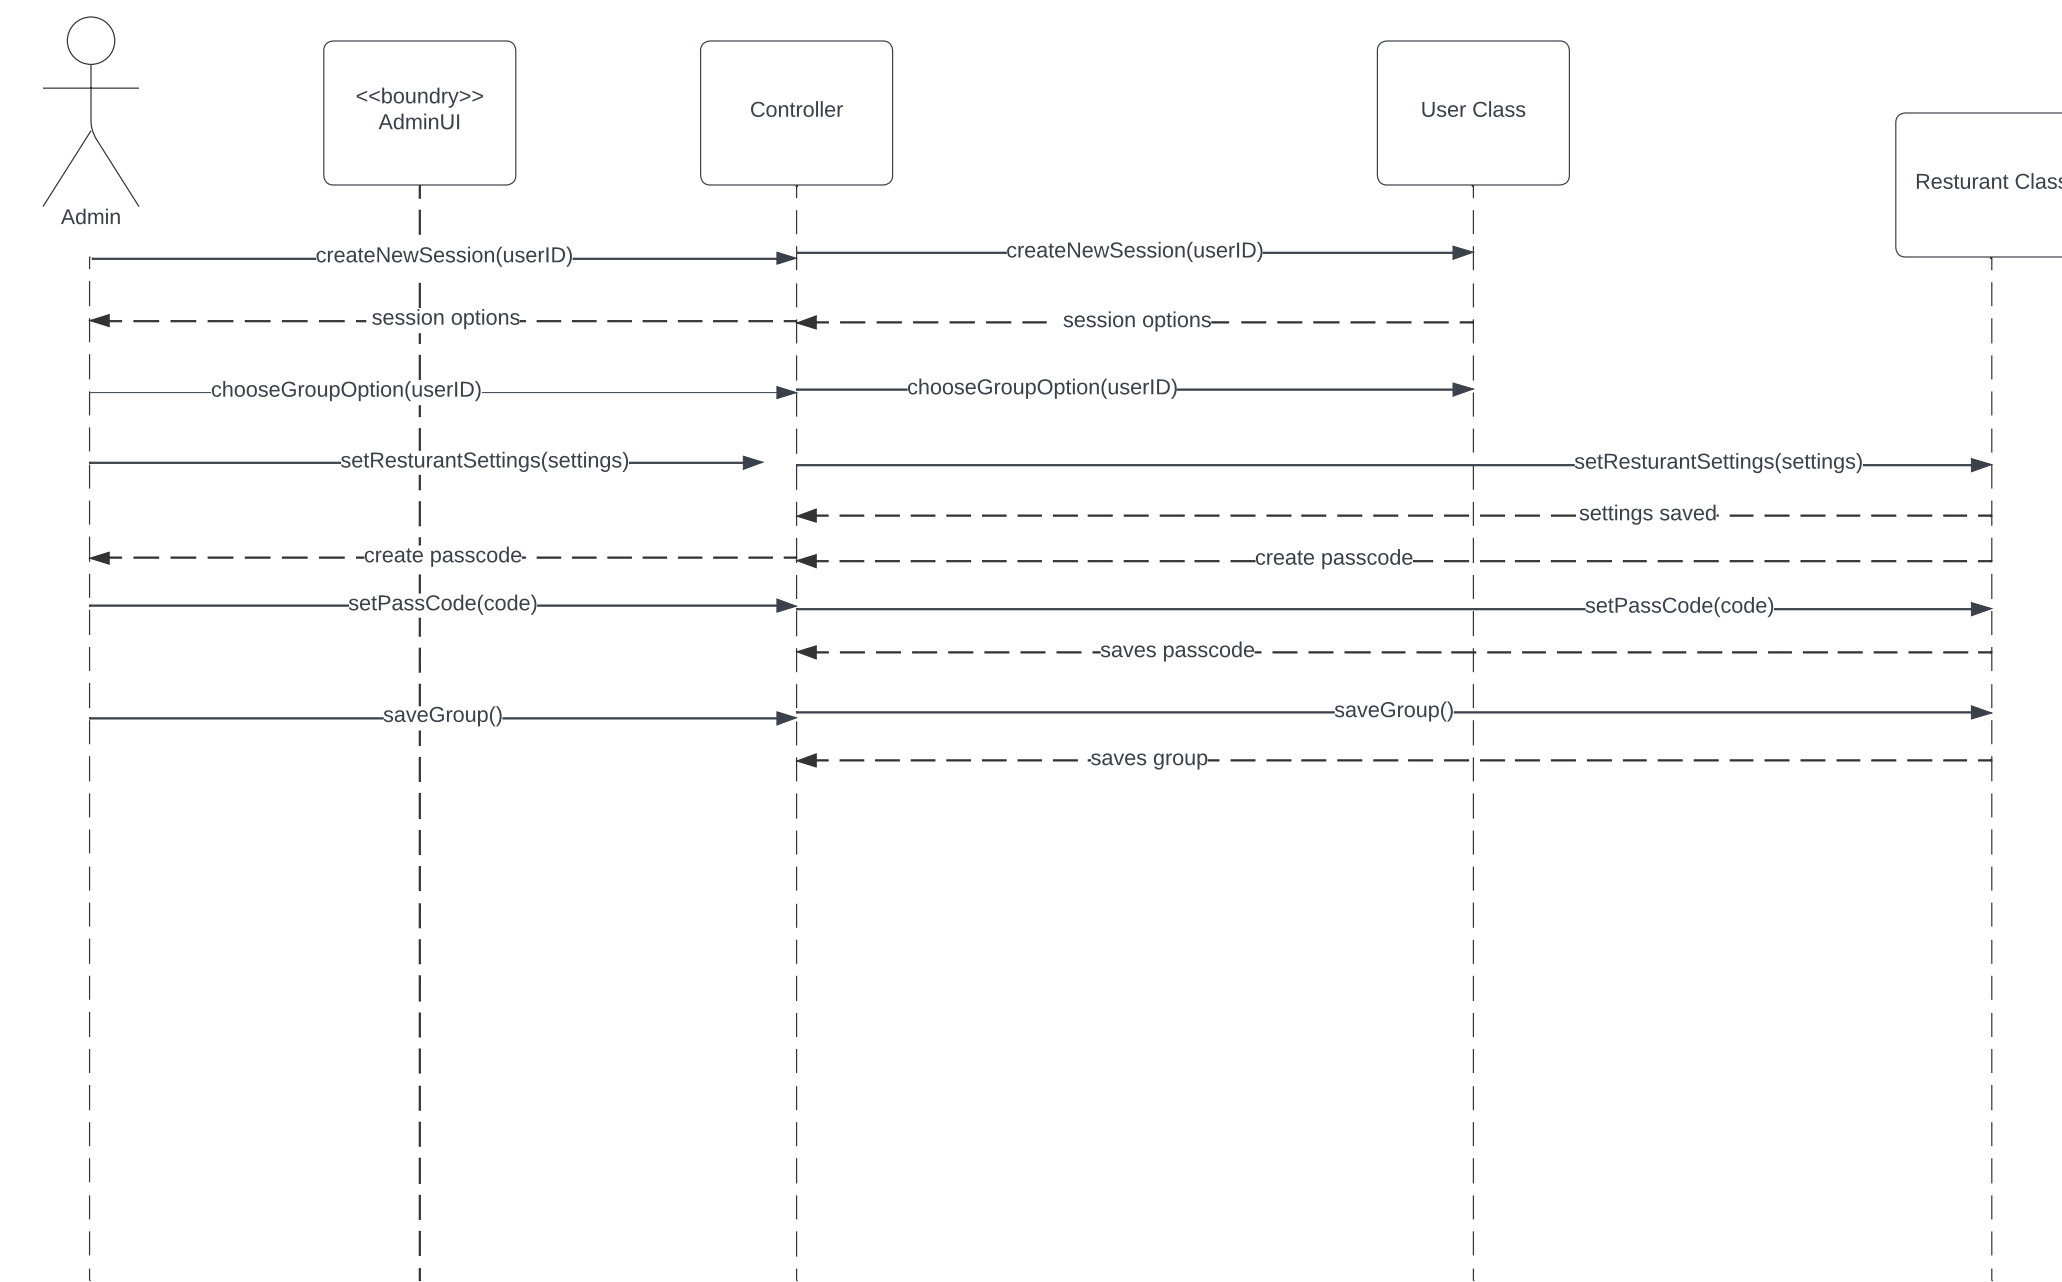 <<boundry>>
AdminUI
Controller
User Class
Resturant Class
Admin
createNewSession(userID)
createNewSession(userID)
session options
session options
chooseGroupOption(userID)
chooseGroupOption(userID)
setResturantSettings(settings)
setResturantSettings(settings)
settings saved
create passcode
create passcode
setPassCode(code)
setPassCode(code)
saves passcode
saveGroup()
saveGroup()
saves group